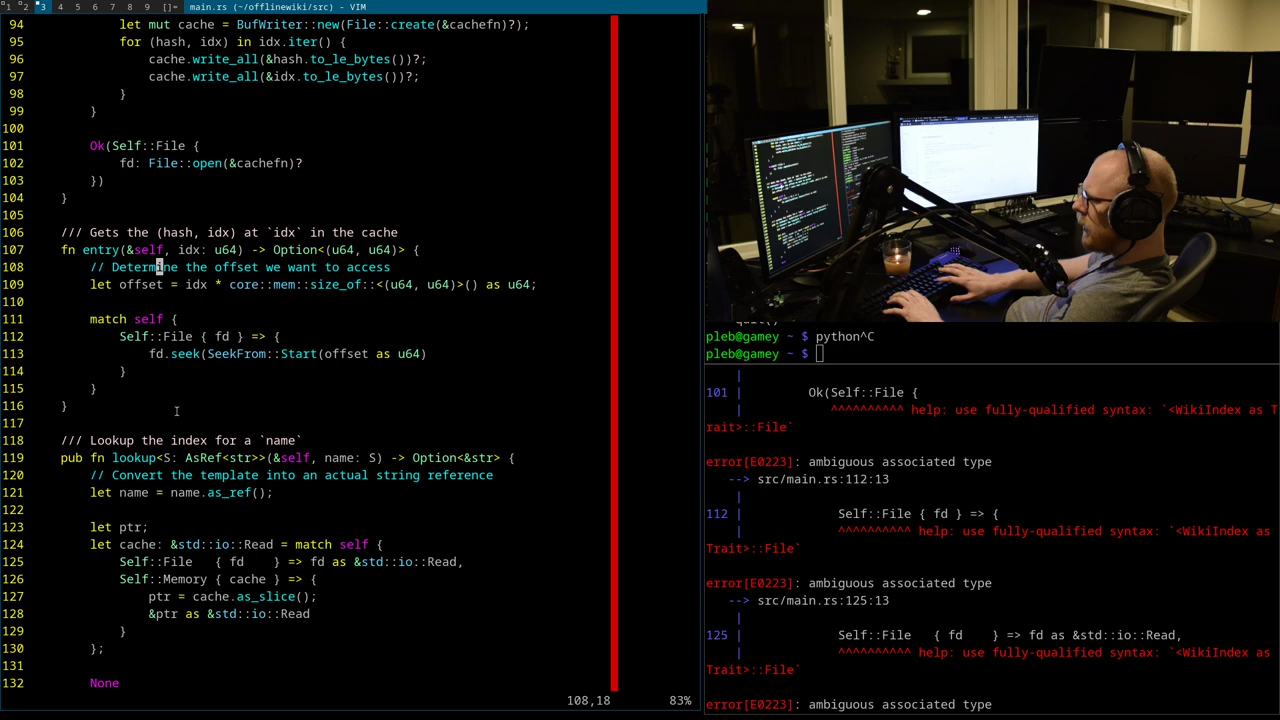 1 2 3 4 5 6 7 8 9 []= main.rs (~/offlinewiki/src) - VIM
94 let mut cache = BufWriter::new(File::create(&cachefn)?);
95 for (hash, idx) in idx.iter() {
96 cache.write_all(&hash.to_le_bytes())?;
97 cache.write_all(&idx.to_le_bytes())?;
98 }
99 }
100
101 Ok(Self::File {
102 fd: File::open(&cachefn)?
103 })
104 }
105
106 /// Gets the (hash, idx) at `idx` in the cache
107 fn entry(&self, idx: u64) -> Option<(u64, u64)> {
108 // Determine the offset we want to access
109 let offset = idx * core::mem::size_of::<(u64, u64)>() as u64;
110
111 match self {
112 Self::File { fd } => {
113 fd.seek(SeekFrom::Start(offset as u64)
114 }
115 }
116 }
117
118 /// Lookup the index for a `name`
119 pub fn lookup<S: AsRef<str>>(&self, name: S) -> Option<&str> {
120 // Convert the template into an actual string reference
121 let name = name.as_ref();
122
123 let ptr;
124 let cache: &std::io::Read = match self {
125 Self::File { fd } => fd as &std::io::Read,
126 Self::Memory { cache } => {
127 ptr = cache.as_slice();
128 &ptr as &std::io::Read
129 }
130 };
131
132 None
108,18 83%
quit()
pleb@gamey ~ $ python^C
pleb@gamey ~ $
|
101 | Ok(Self::File {
| ^^^^^^^^^^ help: use fully-qualified syntax: `<WikiIndex as T
rait>::File`
error[E0223]: ambiguous associated type
--> src/main.rs:112:13
|
112 | Self::File { fd } => {
| ^^^^^^^^^^ help: use fully-qualified syntax: `<WikiIndex as
Trait>::File`
error[E0223]: ambiguous associated type
--> src/main.rs:125:13
|
125 | Self::File { fd } => fd as &std::io::Read,
| ^^^^^^^^^^ help: use fully-qualified syntax: `<WikiIndex as
Trait>::File`
error[E0223]: ambiguous associated type